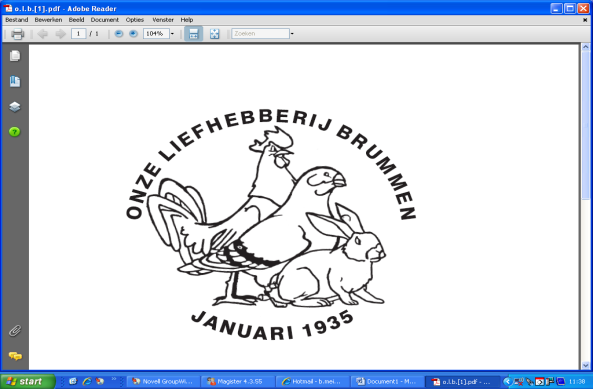 o.l.b.[1].pdf - Adobe Reader
Bestand Bewerken Beeld Document Opties Venster Help
1 / 1 104% Zoeken
ONZE LIEFHEBBERIJ BRUMMEN
JANUARI 1935
start Novell GroupWi... Magister 4.3.55 Hotmail - b.mei... Document1 - M... o.l.b.[1].pdf - ... 11:38